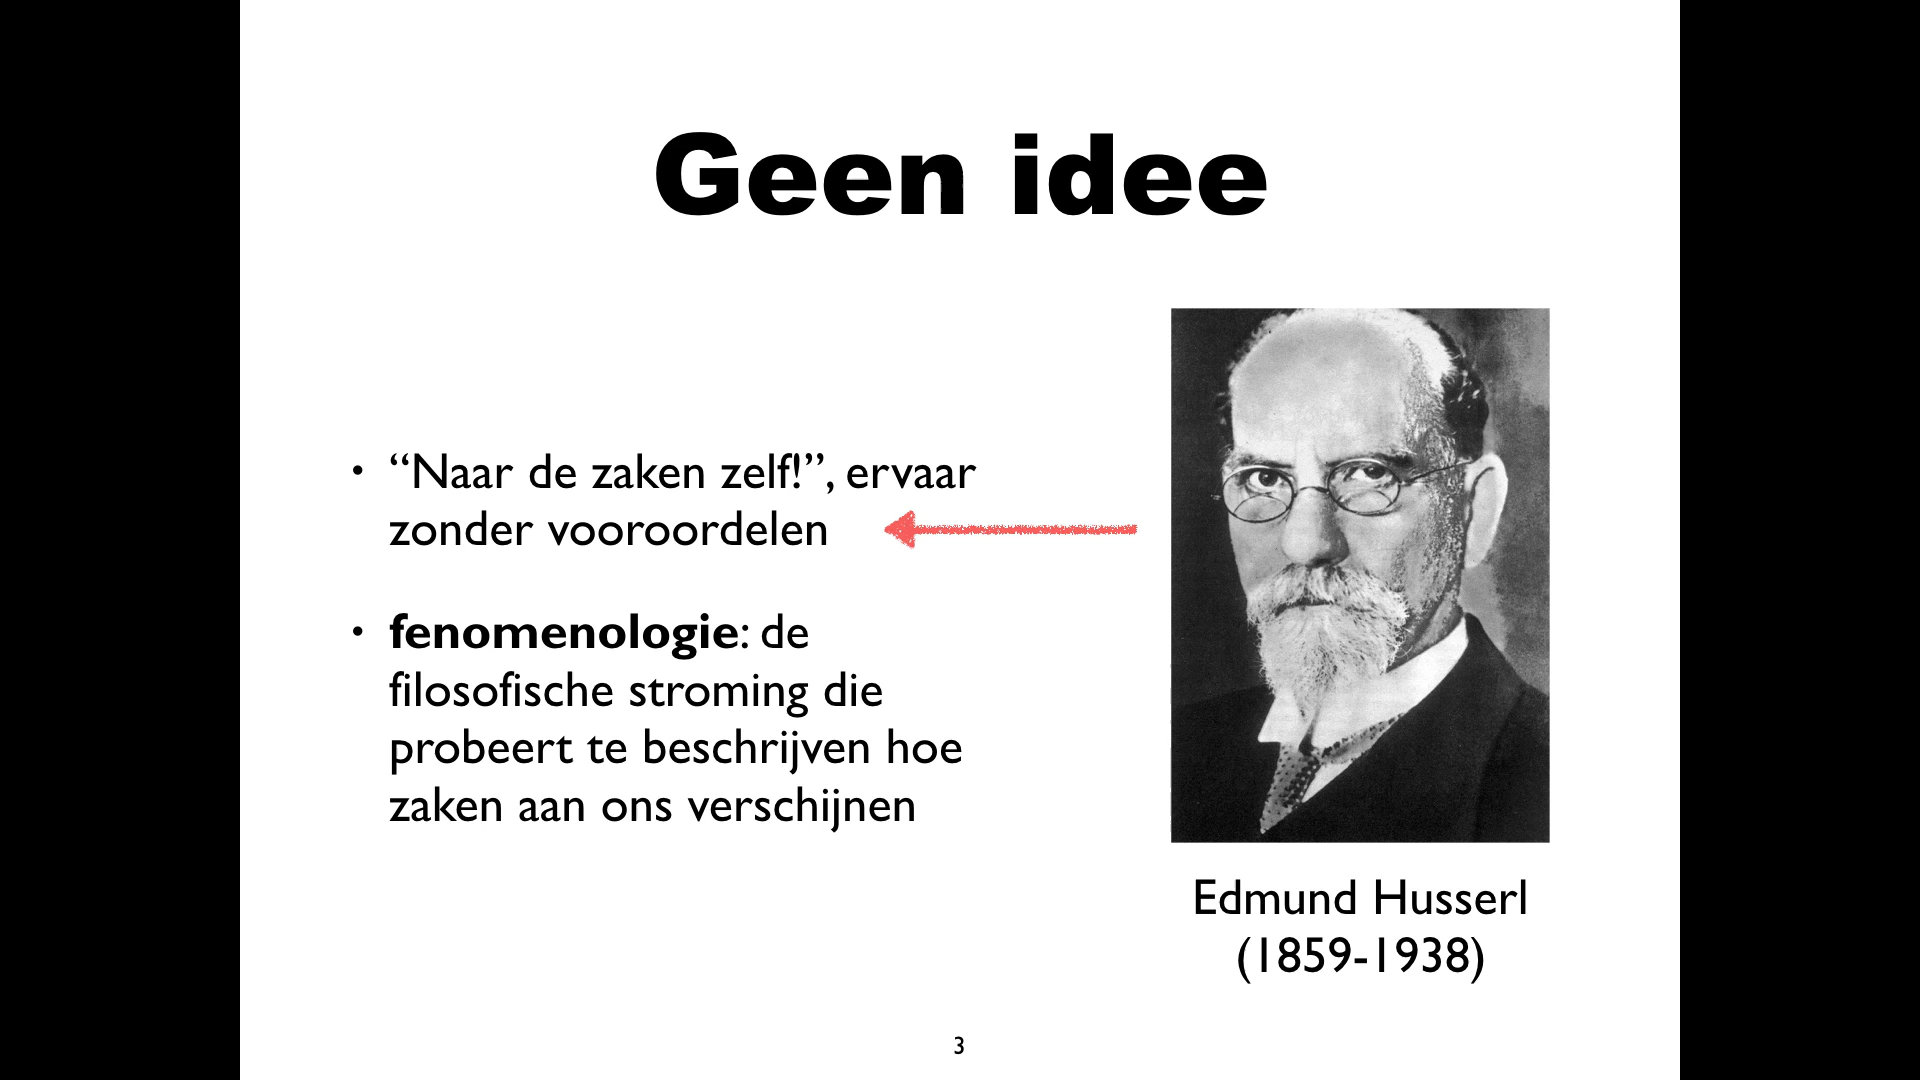 Geen idee
• “Naar de zaken zelf!”, ervaar
zonder vooroordelen
• fenomenologie: de
filosofische stroming die
probeert te beschrijven hoe
zaken aan ons verschijnen
Edmund Husserl
(1859-1938)
3